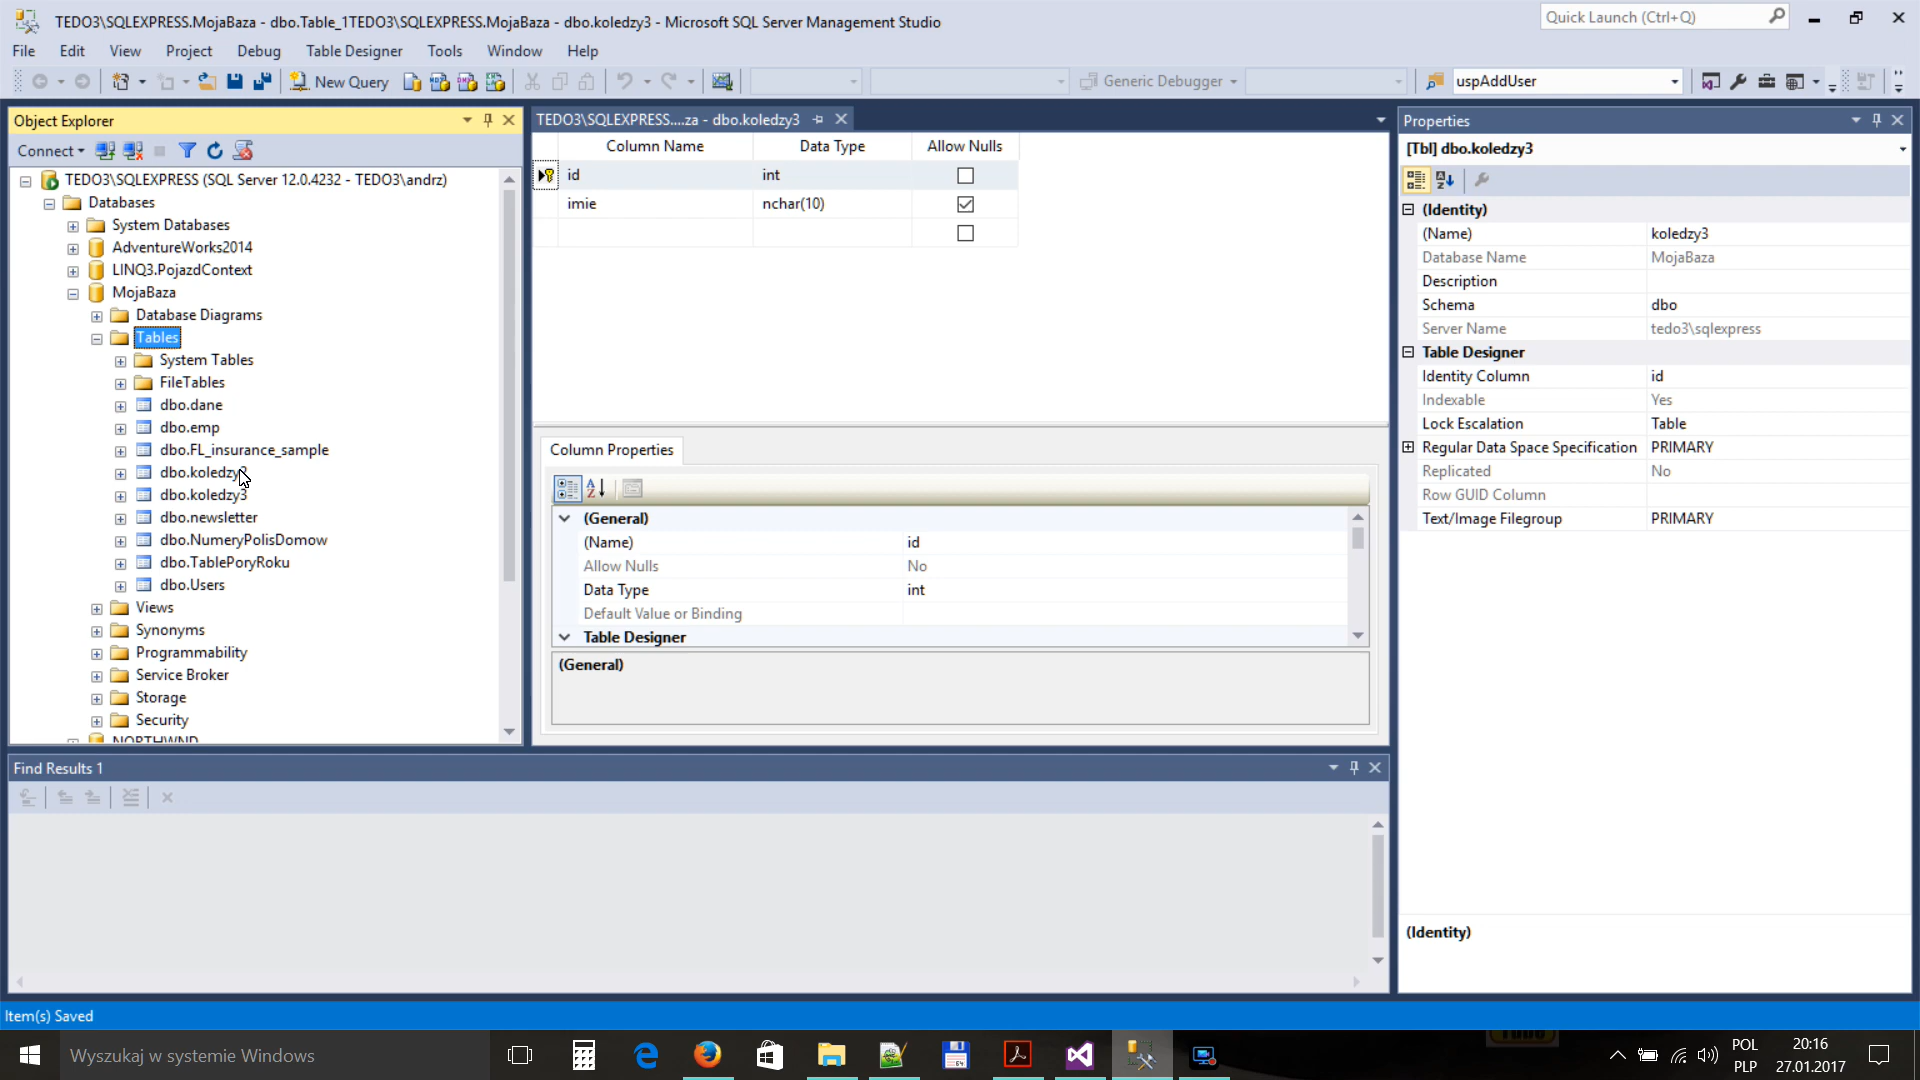 TEDO3\SQLEXPRESS.MojaBaza - dbo.Table_1TEDO3\SQLEXPRESS.MojaBaza - dbo.koledzy3 - Microsoft SQL Server Management Studio
Quick Launch (Ctrl+Q)
File Edit View Project Debug Table Designer Tools Window Help
New Query Generic Debugger uspAddUser
Object Explorer
Connect
TEDO3\SQLEXPRESS (SQL Server 12.0.4232 - TEDO3\andrz)
Databases
System Databases
AdventureWorks2014
LINQ3.PojazdContext
MojaBaza
Database Diagrams
Tables
System Tables
FileTables
dbo.dane
dbo.emp
dbo.FL_insurance_sample
dbo.koledzy3
dbo.newsletter
dbo.NumeryPolisDomow
dbo.TablePoryRoku
dbo.Users
Views
Synonyms
Programmability
Service Broker
Storage
Security
NORTHWND
TEDO3\SQLEXPRESS....za - dbo.koledzy3
Column Name Data Type Allow Nulls
id int
imie nchar(10)
Column Properties
(General)
(Name) id
Allow Nulls No
Data Type int
Default Value or Binding
Table Designer
(General)
Properties
[Tbl] dbo.koledzy3
(Identity)
(Name) koledzy3
Database Name MojaBaza
Description
Schema dbo
Server Name tedo3\sqlexpress
Table Designer
Identity Column id
Indexable Yes
Lock Escalation Table
Regular Data Space Specification PRIMARY
Replicated No
Row GUID Column
Text/Image Filegroup PRIMARY
(Identity)
Find Results 1
Item(s) Saved
Wyszukaj w systemie Windows
POL
PLP
20:16
27.01.2017